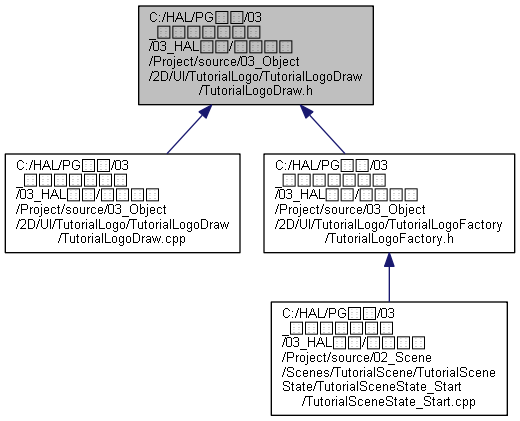 C:/HAL/PG□□/03
_□□□□□□□
/03_HAL□□/□□□□
/Project/source/03_Object
/2D/UI/TutorialLogo/TutorialLogoDraw
/TutorialLogoDraw.h
C:/HAL/PG□□/03
_□□□□□□□
/03_HAL□□/□□□□
/Project/source/03_Object
/2D/UI/TutorialLogo/TutorialLogoDraw
/TutorialLogoDraw.cpp
C:/HAL/PG□□/03
_□□□□□□□
/03_HAL□□/□□□□
/Project/source/03_Object
/2D/UI/TutorialLogo/TutorialLogoFactory
/TutorialLogoFactory.h
C:/HAL/PG□□/03
_□□□□□□□
/03_HAL□□/□□□□
/Project/source/02_Scene
/Scenes/TutorialScene/TutorialScene
State/TutorialSceneState_Start
/TutorialSceneState_Start.cpp